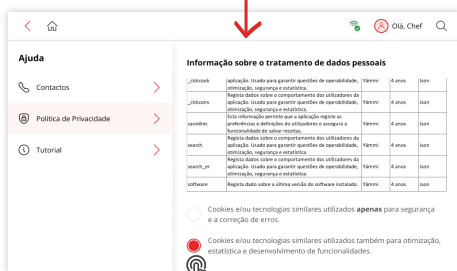 Olá, Chef
Ajuda
Contactos
Política de Privacidade
Tutorial
Informação sobre o tratamento de dados pessoais
_cldcook aplicação. Usado para garantir questões de operabilidade, otimização, segurança e estatística. Yämmi 4 anos Json
_cldconv Regista dados sobre o comportamento dos utilizadores da aplicação. Usado para garantir questões de operabilidade, otimização, segurança e estatística. Yämmi 4 anos Json
savedrec Esta informação permite que a aplicação registe as preferências e definições do utilizadores e assegura a funcionalidade de salvar receitas. Yämmi 4 anos Json
search Regista dados sobre o comportamento dos utilizadores da aplicação. Usado para garantir questões de operabilidade, otimização, segurança e estatística. Yämmi 4 anos Json
search_er Regista dados sobre o comportamento dos utilizadores da aplicação. Usado para garantir questões de operabilidade, otimização, segurança e estatística. Yämmi 4 anos Json
software Regista dado sobre a última versão do software instalado. Yämmi 4 anos Json
Cookies e/ou tecnologias similares utilizados apenas para segurança
e a correção de erros.
Cookies e/ou tecnologias similares utilizados também para otimização,
estatística e desenvolvimento de funcionalidades.